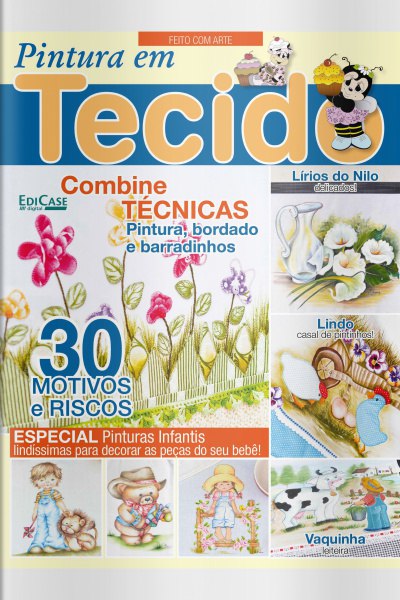 FEITO COM ARTE
Pintura em
Tecido
Lírios do Nilo
delicados!
EDICASE
digital
Combine
TÉCNICAS
Pintura, bordado
e barradinhos
Lindo
casal de pintinhos!
30
MOTIVOS
e RISCOS
ESPECIAL Pinturas Infantis
lindíssimas para decorar as peças do seu bebê!
Vaquinha
leiteira